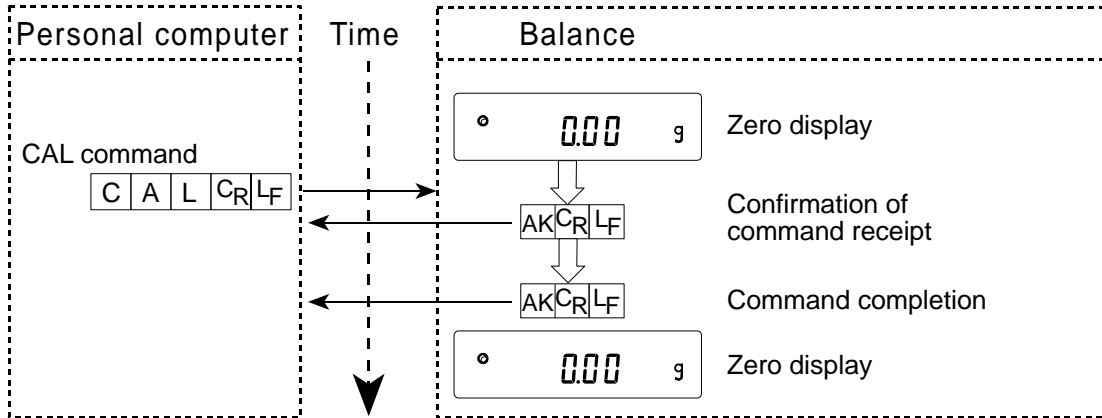 Personal computer
Time
Balance
0.00 g
Zero display
CAL command
C A L CR LF
AK CR LF
Confirmation of
command receipt
AK CR LF
Command completion
0.00 g
Zero display